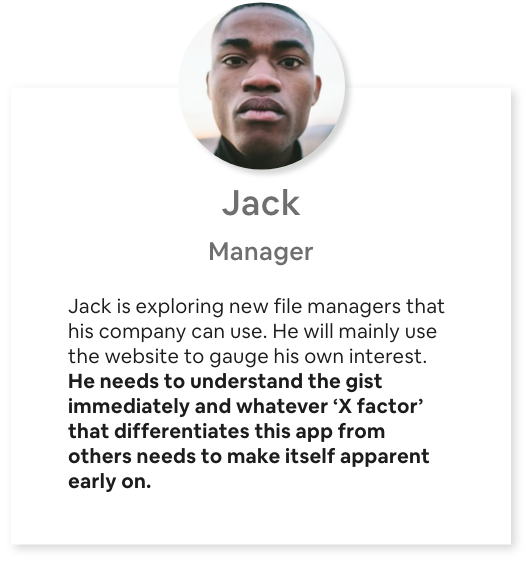 Jack
Manager
Jack is exploring new file managers that
his company can use. He will mainly use
the website to gauge his own interest.
He needs to understand the gist
immediately and whatever ‘X factor’
that differentiates this app from
others needs to make itself apparent
early on.